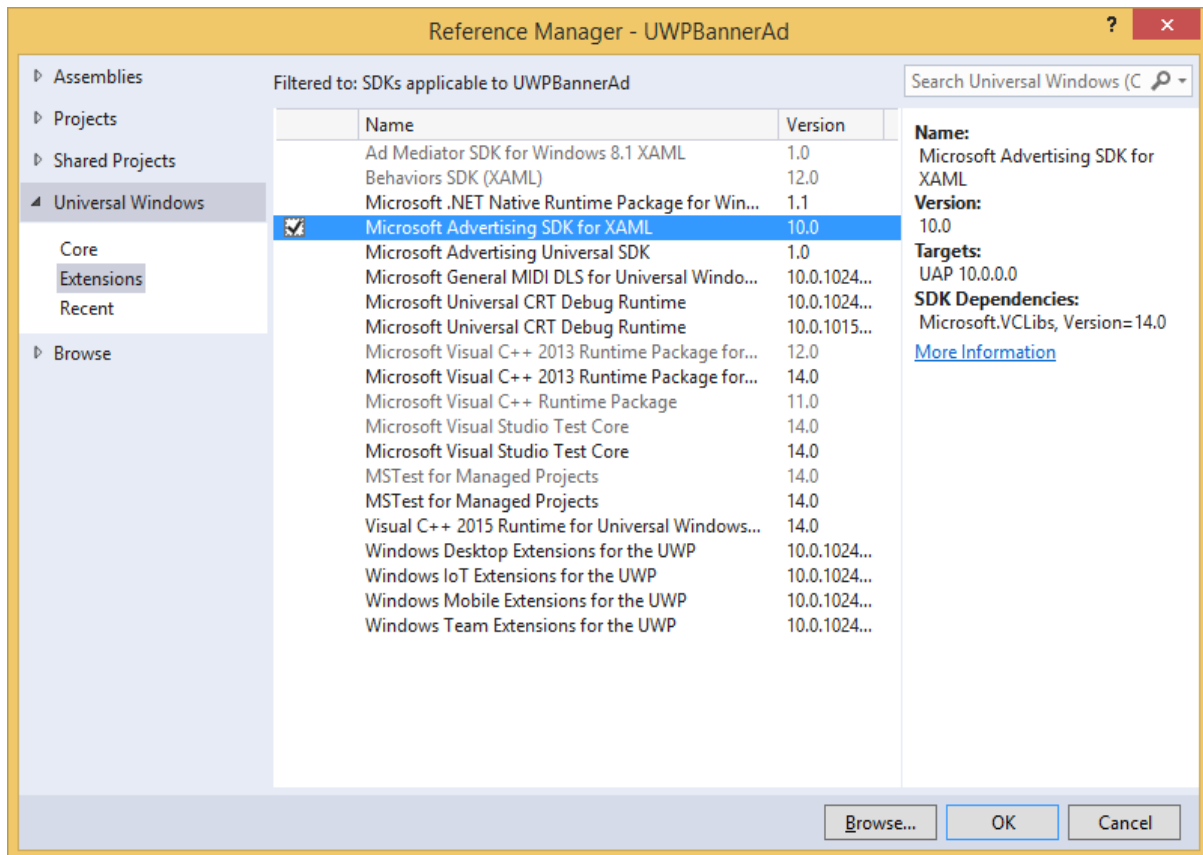 Reference Manager - UWPBannerAd
?
Assemblies
Projects
Shared Projects
Universal Windows
Core
Extensions
Recent
Browse
Filtered to: SDKs applicable to UWPBannerAd
Search Universal Windows (C
Name Version
Ad Mediator SDK for Windows 8.1 XAML 1.0
Behaviors SDK (XAML) 12.0
Microsoft .NET Native Runtime Package for Win... 1.1
Microsoft Advertising SDK for XAML 10.0
Microsoft Advertising Universal SDK 1.0
Microsoft General MIDI DLS for Universal Windo... 10.0.1024...
Microsoft Universal CRT Debug Runtime 10.0.1024...
Microsoft Universal CRT Debug Runtime 10.0.1015...
Microsoft Visual C++ 2013 Runtime Package for... 12.0
Microsoft Visual C++ 2013 Runtime Package for... 14.0
Microsoft Visual C++ Runtime Package 11.0
Microsoft Visual Studio Test Core 14.0
Microsoft Visual Studio Test Core 14.0
MSTest for Managed Projects 14.0
MSTest for Managed Projects 14.0
Visual C++ 2015 Runtime for Universal Windows... 14.0
Windows Desktop Extensions for the UWP 10.0.1024...
Windows IoT Extensions for the UWP 10.0.1024...
Windows Mobile Extensions for the UWP 10.0.1024...
Windows Team Extensions for the UWP 10.0.1024...
Name:
Microsoft Advertising SDK for
XAML
Version:
10.0
Targets:
UAP 10.0.0.0
SDK Dependencies:
Microsoft.VCLibs, Version=14.0
More Information
Browse... OK Cancel